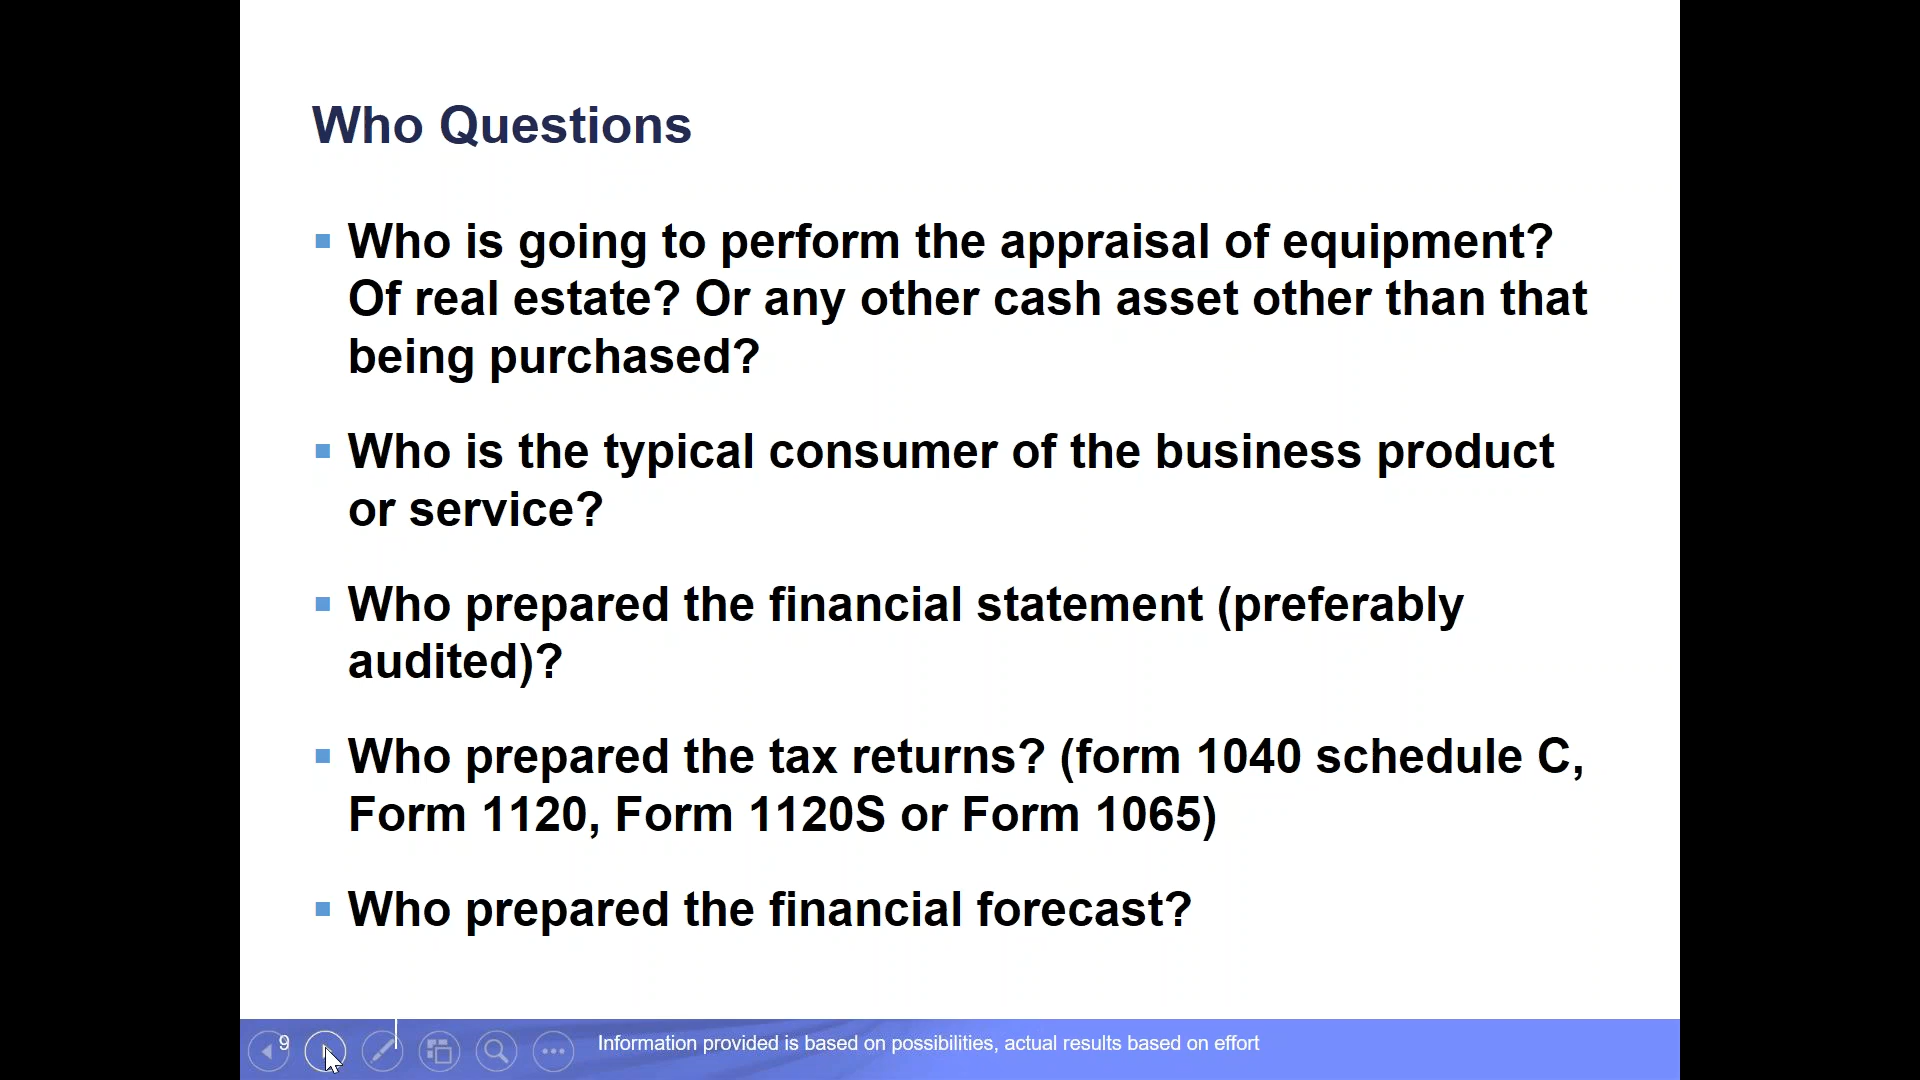 Who Questions
Who is going to perform the appraisal of equipment?
Of real estate? Or any other cash asset other than that
being purchased?
Who is the typical consumer of the business product
or service?
Who prepared the financial statement (preferably
audited)?
Who prepared the tax returns? (form 1040 schedule C,
Form 1120, Form 1120S or Form 1065)
Who prepared the financial forecast?
9
Information provided is based on possibilities, actual results based on effort